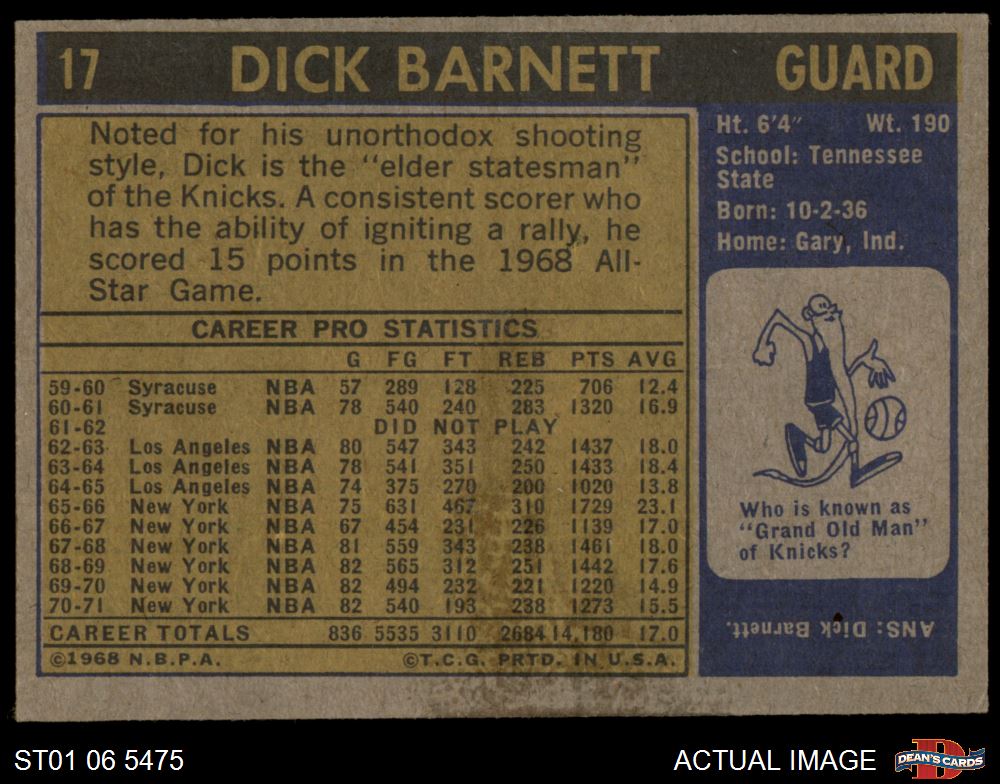 17 DICK BARNETT GUARD
Noted for his unorthodox shooting
style, Dick is the "elder statesman"
of the Knicks. A consistent scorer who
has the ability of igniting a rally, he
scored 15 points in the 1968 All-
Star Game.
Ht. 6'4" Wt. 190
School: Tennessee
State
Born: 10-2-36
Home: Gary, Ind.
CAREER PRO STATISTICS
G FG FT REB PTS AVG
59-60 Syracuse NBA 57 289 128 225 706 12.4
60-61 Syracuse NBA 78 540 240 283 1320 16.9
61-62 DID NOT PLAY
62-63 Los Angeles NBA 80 547 343 242 1437 18.0
63-64 Los Angeles NBA 78 541 351 250 1433 18.4
64-65 Los Angeles NBA 74 375 270 200 1020 13.8
65-66 New York NBA 75 631 467 310 1729 23.1
66-67 New York NBA 67 454 231 226 1139 17.0
67-68 New York NBA 81 559 343 238 1461 18.0
68-69 New York NBA 82 565 312 251 1442 17.6
69-70 New York NBA 82 494 232 221 1220 14.9
70-71 New York NBA 82 540 193 238 1273 15.5
CAREER TOTALS 836 5535 3110 2684 14,180 17.0
©1968 N.B.P.A. ©T.C.G. PRTD. IN U.S.A.
Who is known as
"Grand Old Man"
of Knicks?
ANS: Dick Barnett.
ST01 06 5475 ACTUAL IMAGE
DEAN'S CARDS